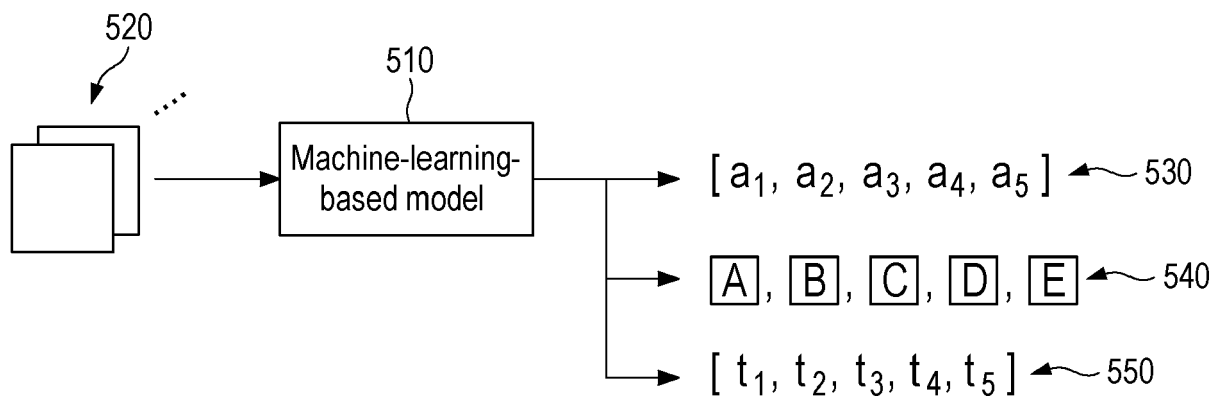 520
510
Machine-learning-
based model
[ a₁, a₂, a₃, a₄, a₅ ] 530
A, B, C, D, E 540
[ t₁, t₂, t₃, t₄, t₅ ] 550